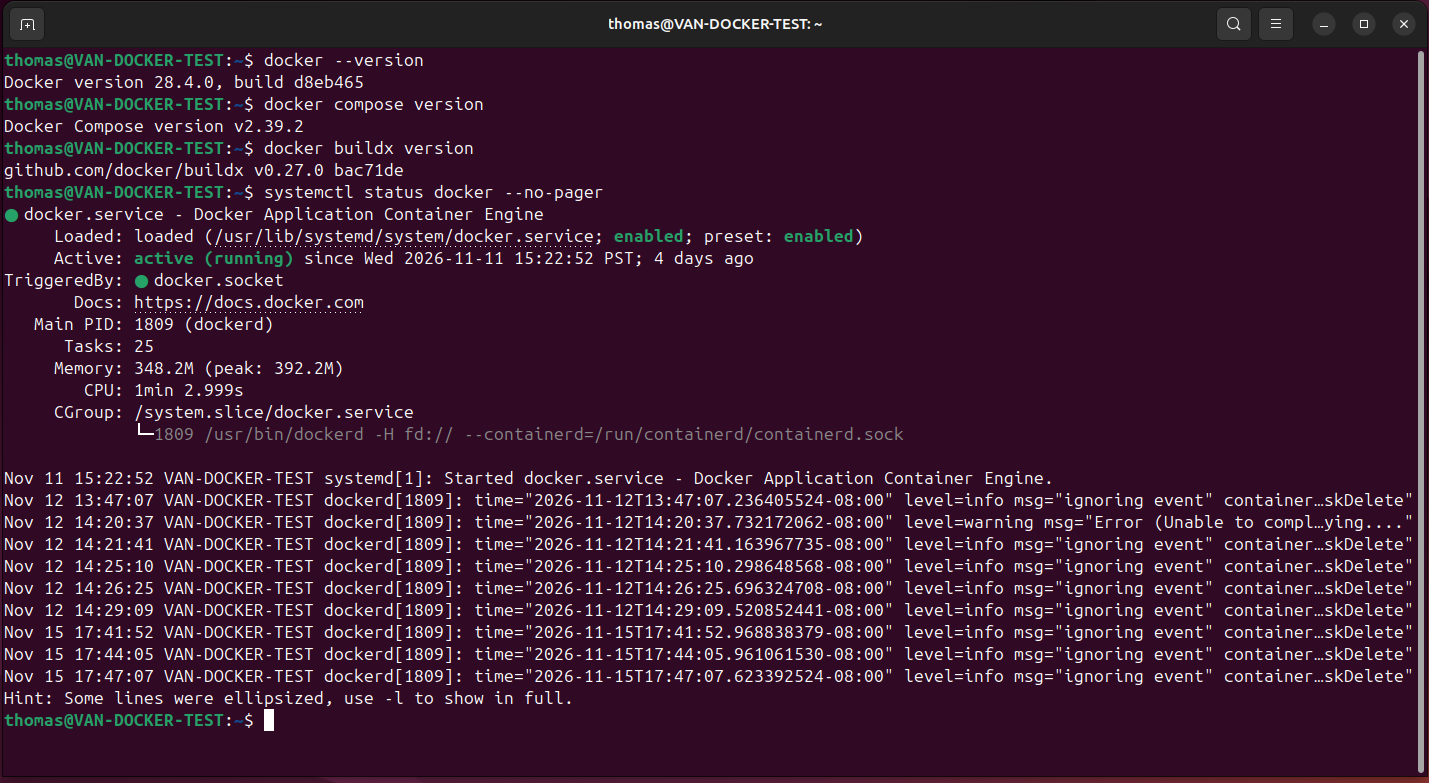 thomas@VAN-DOCKER-TEST: ~
thomas@VAN-DOCKER-TEST:~$ docker --version
Docker version 28.4.0, build d8eb465
thomas@VAN-DOCKER-TEST:~$ docker compose version
Docker Compose version v2.39.2
thomas@VAN-DOCKER-TEST:~$ docker buildx version
github.com/docker/buildx v0.27.0 bac71de
thomas@VAN-DOCKER-TEST:~$ systemctl status docker --no-pager
● docker.service - Docker Application Container Engine
     Loaded: loaded (/usr/lib/systemd/system/docker.service; enabled; preset: enabled)
     Active: active (running) since Wed 2026-11-11 15:22:52 PST; 4 days ago
TriggeredBy: ● docker.socket
       Docs: https://docs.docker.com
   Main PID: 1809 (dockerd)
      Tasks: 25
     Memory: 348.2M (peak: 392.2M)
        CPU: 1min 2.999s
     CGroup: /system.slice/docker.service
             └─1809 /usr/bin/dockerd -H fd:// --containerd=/run/containerd/containerd.sock
Nov 11 15:22:52 VAN-DOCKER-TEST systemd[1]: Started docker.service - Docker Application Container Engine.
Nov 12 13:47:07 VAN-DOCKER-TEST dockerd[1809]: time="2026-11-12T13:47:07.236405524-08:00" level=info msg="ignoring event" container…skDelete"
Nov 12 14:20:37 VAN-DOCKER-TEST dockerd[1809]: time="2026-11-12T14:20:37.732172062-08:00" level=warning msg="Error (Unable to compl…ying...."
Nov 12 14:21:41 VAN-DOCKER-TEST dockerd[1809]: time="2026-11-12T14:21:41.163967735-08:00" level=info msg="ignoring event" container…skDelete"
Nov 12 14:25:10 VAN-DOCKER-TEST dockerd[1809]: time="2026-11-12T14:25:10.298648568-08:00" level=info msg="ignoring event" container…skDelete"
Nov 12 14:26:25 VAN-DOCKER-TEST dockerd[1809]: time="2026-11-12T14:26:25.696324708-08:00" level=info msg="ignoring event" container…skDelete"
Nov 12 14:29:09 VAN-DOCKER-TEST dockerd[1809]: time="2026-11-12T14:29:09.520852441-08:00" level=info msg="ignoring event" container…skDelete"
Nov 15 17:41:52 VAN-DOCKER-TEST dockerd[1809]: time="2026-11-15T17:41:52.968838379-08:00" level=info msg="ignoring event" container…skDelete"
Nov 15 17:44:05 VAN-DOCKER-TEST dockerd[1809]: time="2026-11-15T17:44:05.961061530-08:00" level=info msg="ignoring event" container…skDelete"
Nov 15 17:47:07 VAN-DOCKER-TEST dockerd[1809]: time="2026-11-15T17:47:07.623392524-08:00" level=info msg="ignoring event" container…skDelete"
Hint: Some lines were ellipsized, use -l to show in full.
thomas@VAN-DOCKER-TEST:~$